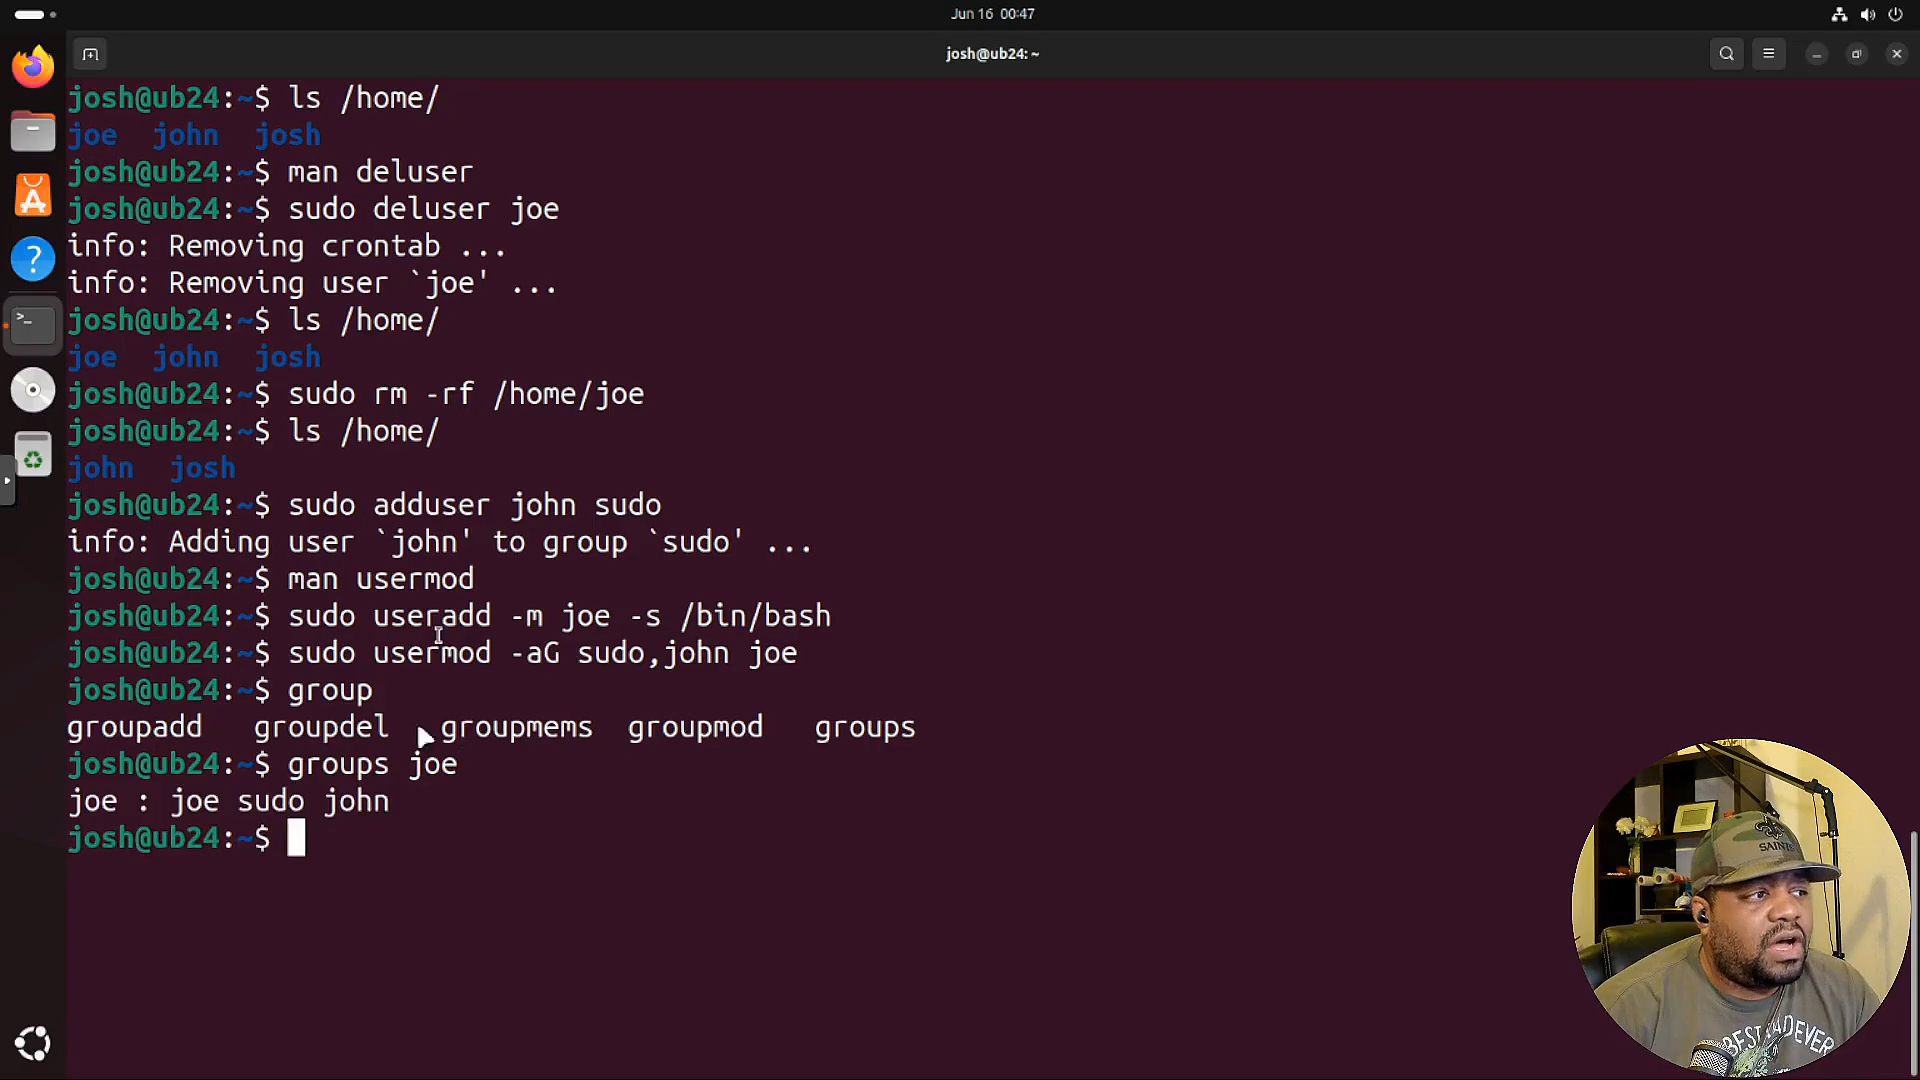 Jun 16 00:47
josh@ub24: ~
josh@ub24:~$ ls /home/
joe john josh
josh@ub24:~$ man deluser
josh@ub24:~$ sudo deluser joe
info: Removing crontab ...
info: Removing user `joe' ...
josh@ub24:~$ ls /home/
joe john josh
josh@ub24:~$ sudo rm -rf /home/joe
josh@ub24:~$ ls /home/
john josh
josh@ub24:~$ sudo adduser john sudo
info: Adding user `john' to group `sudo' ...
josh@ub24:~$ man usermod
josh@ub24:~$ sudo useradd -m joe -s /bin/bash
josh@ub24:~$ sudo usermod -aG sudo,john joe
josh@ub24:~$ group
groupadd groupdel groupmems groupmod groups
josh@ub24:~$ groups joe
joe : joe sudo john
josh@ub24:~$
SAINTS
BEST DAD EVER